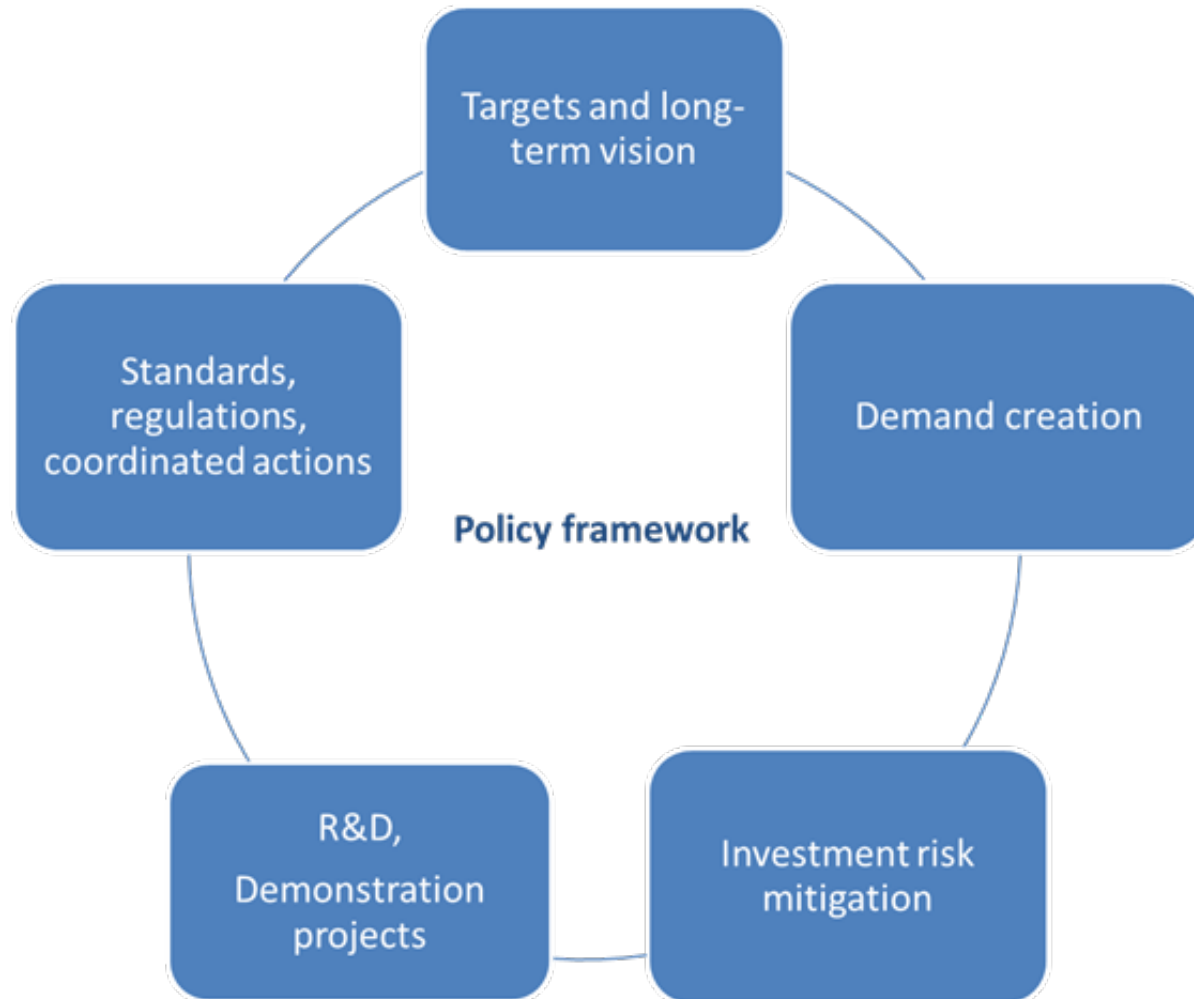 Targets and long-
term vision
Standards,
regulations,
coordinated actions
Demand creation
Policy framework
R&D,
Demonstration
projects
Investment risk
mitigation